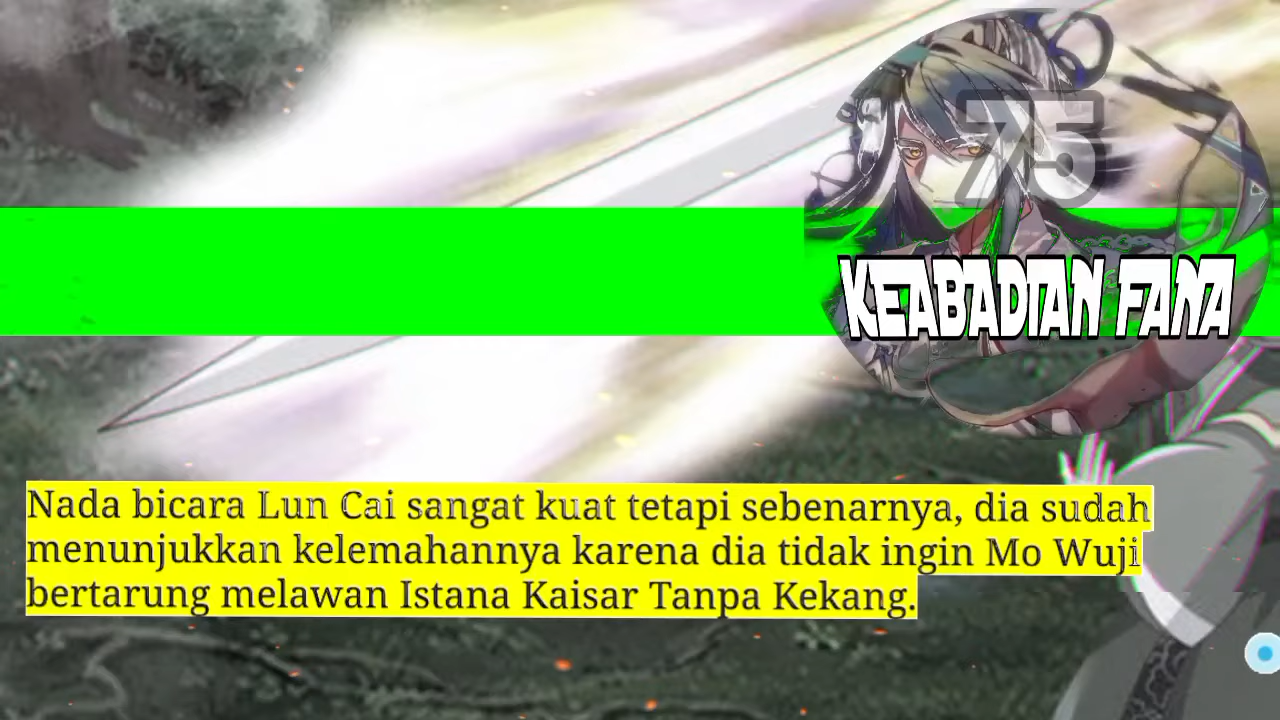 75
KEABADIAN FANA
Nada bicara Lun Cai sangat kuat tetapi sebenarnya, dia sudah
menunjukkan kelemahannya karena dia tidak ingin Mo Wuji
bertarung melawan Istana Kaisar Tanpa Kekang.